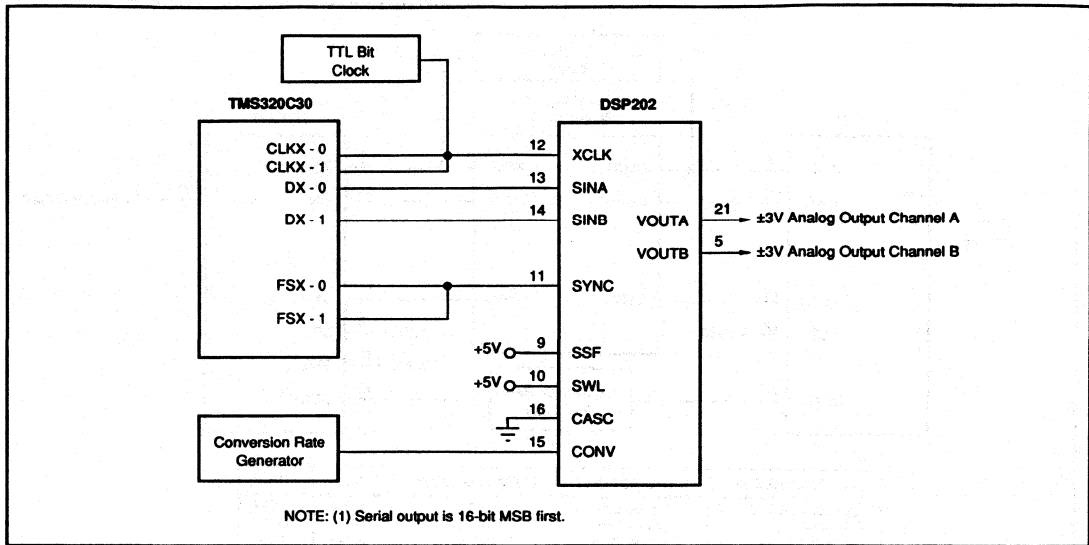 TTL Bit
Clock
TMS320C30
DSP202
CLKX - 0
12
XCLK
CLKX - 1
DX - 0
13
SINA
DX - 1
14
SINB
VOUTA
21
±3V Analog Output Channel A
VOUTB
5
±3V Analog Output Channel B
FSX - 0
11
SYNC
FSX - 1
+5V
9
SSF
+5V
10
SWL
16
CASC
Conversion Rate
Generator
15
CONV
NOTE: (1) Serial output is 16-bit MSB first.